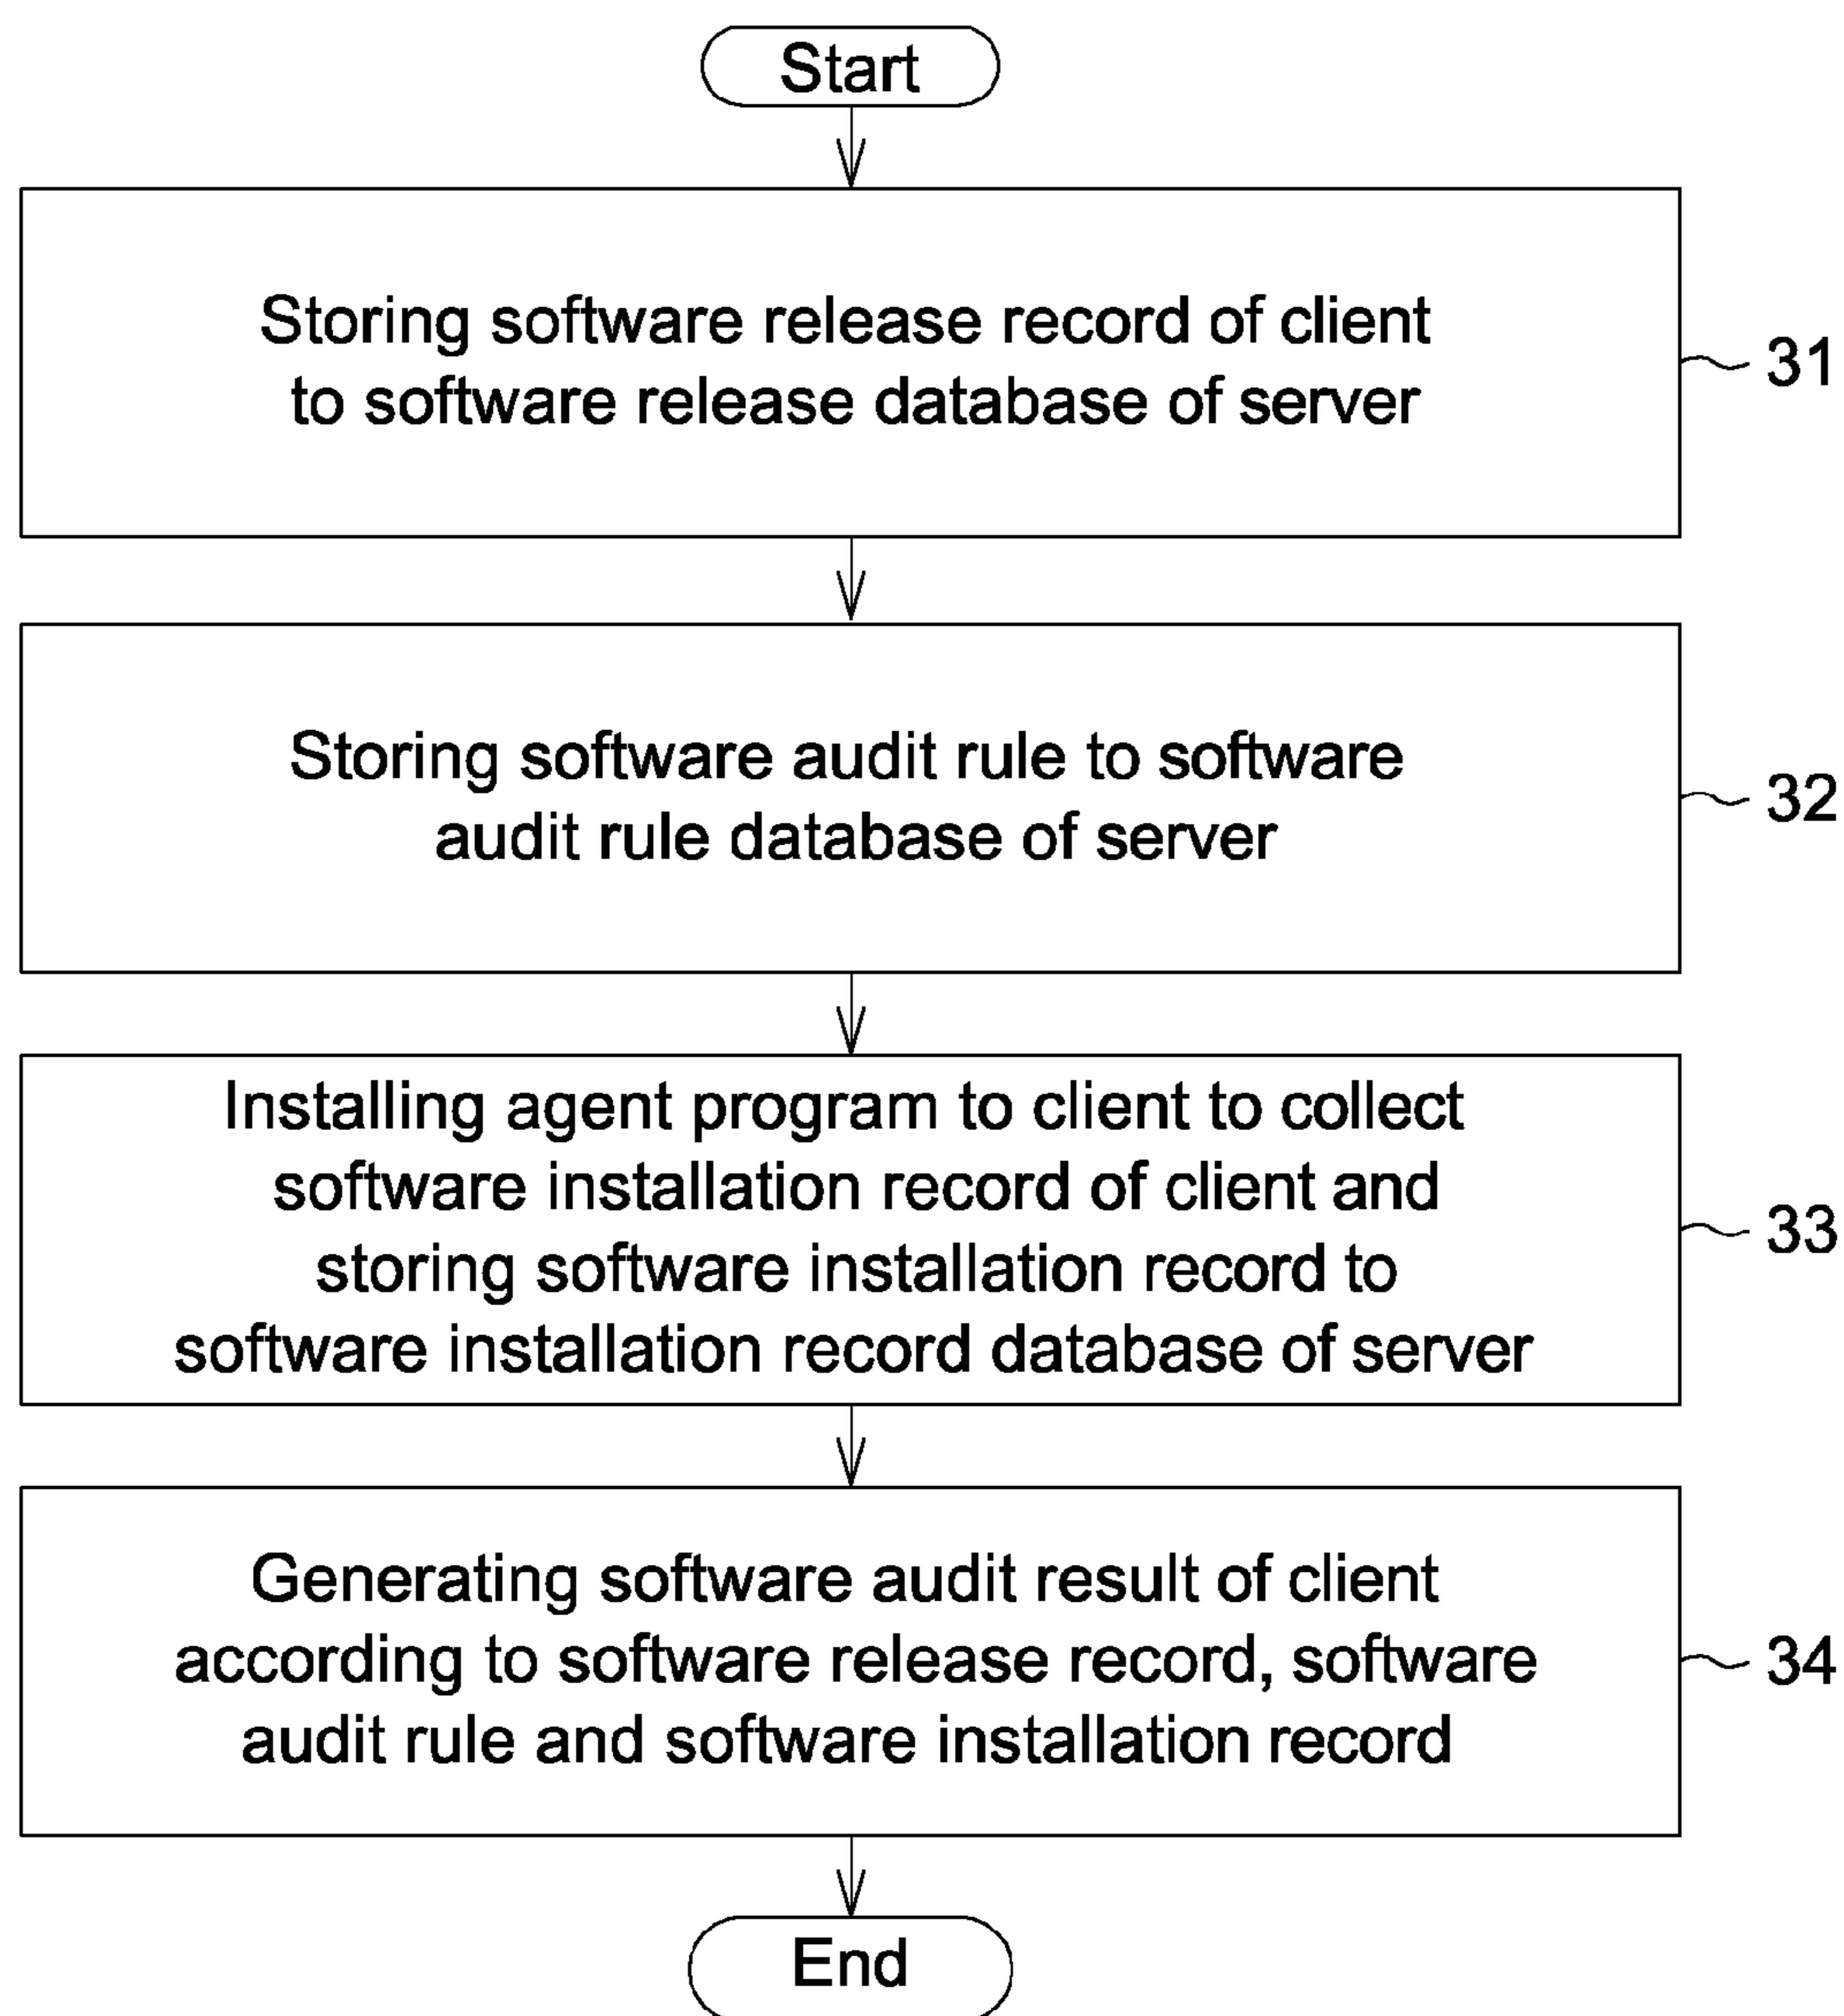 Start
Storing software release record of client
to software release database of server
31
Storing software audit rule to software
audit rule database of server
32
Installing agent program to client to collect
software installation record of client and
storing software installation record to
software installation record database of server
33
Generating software audit result of client
according to software release record, software
audit rule and software installation record
34
End